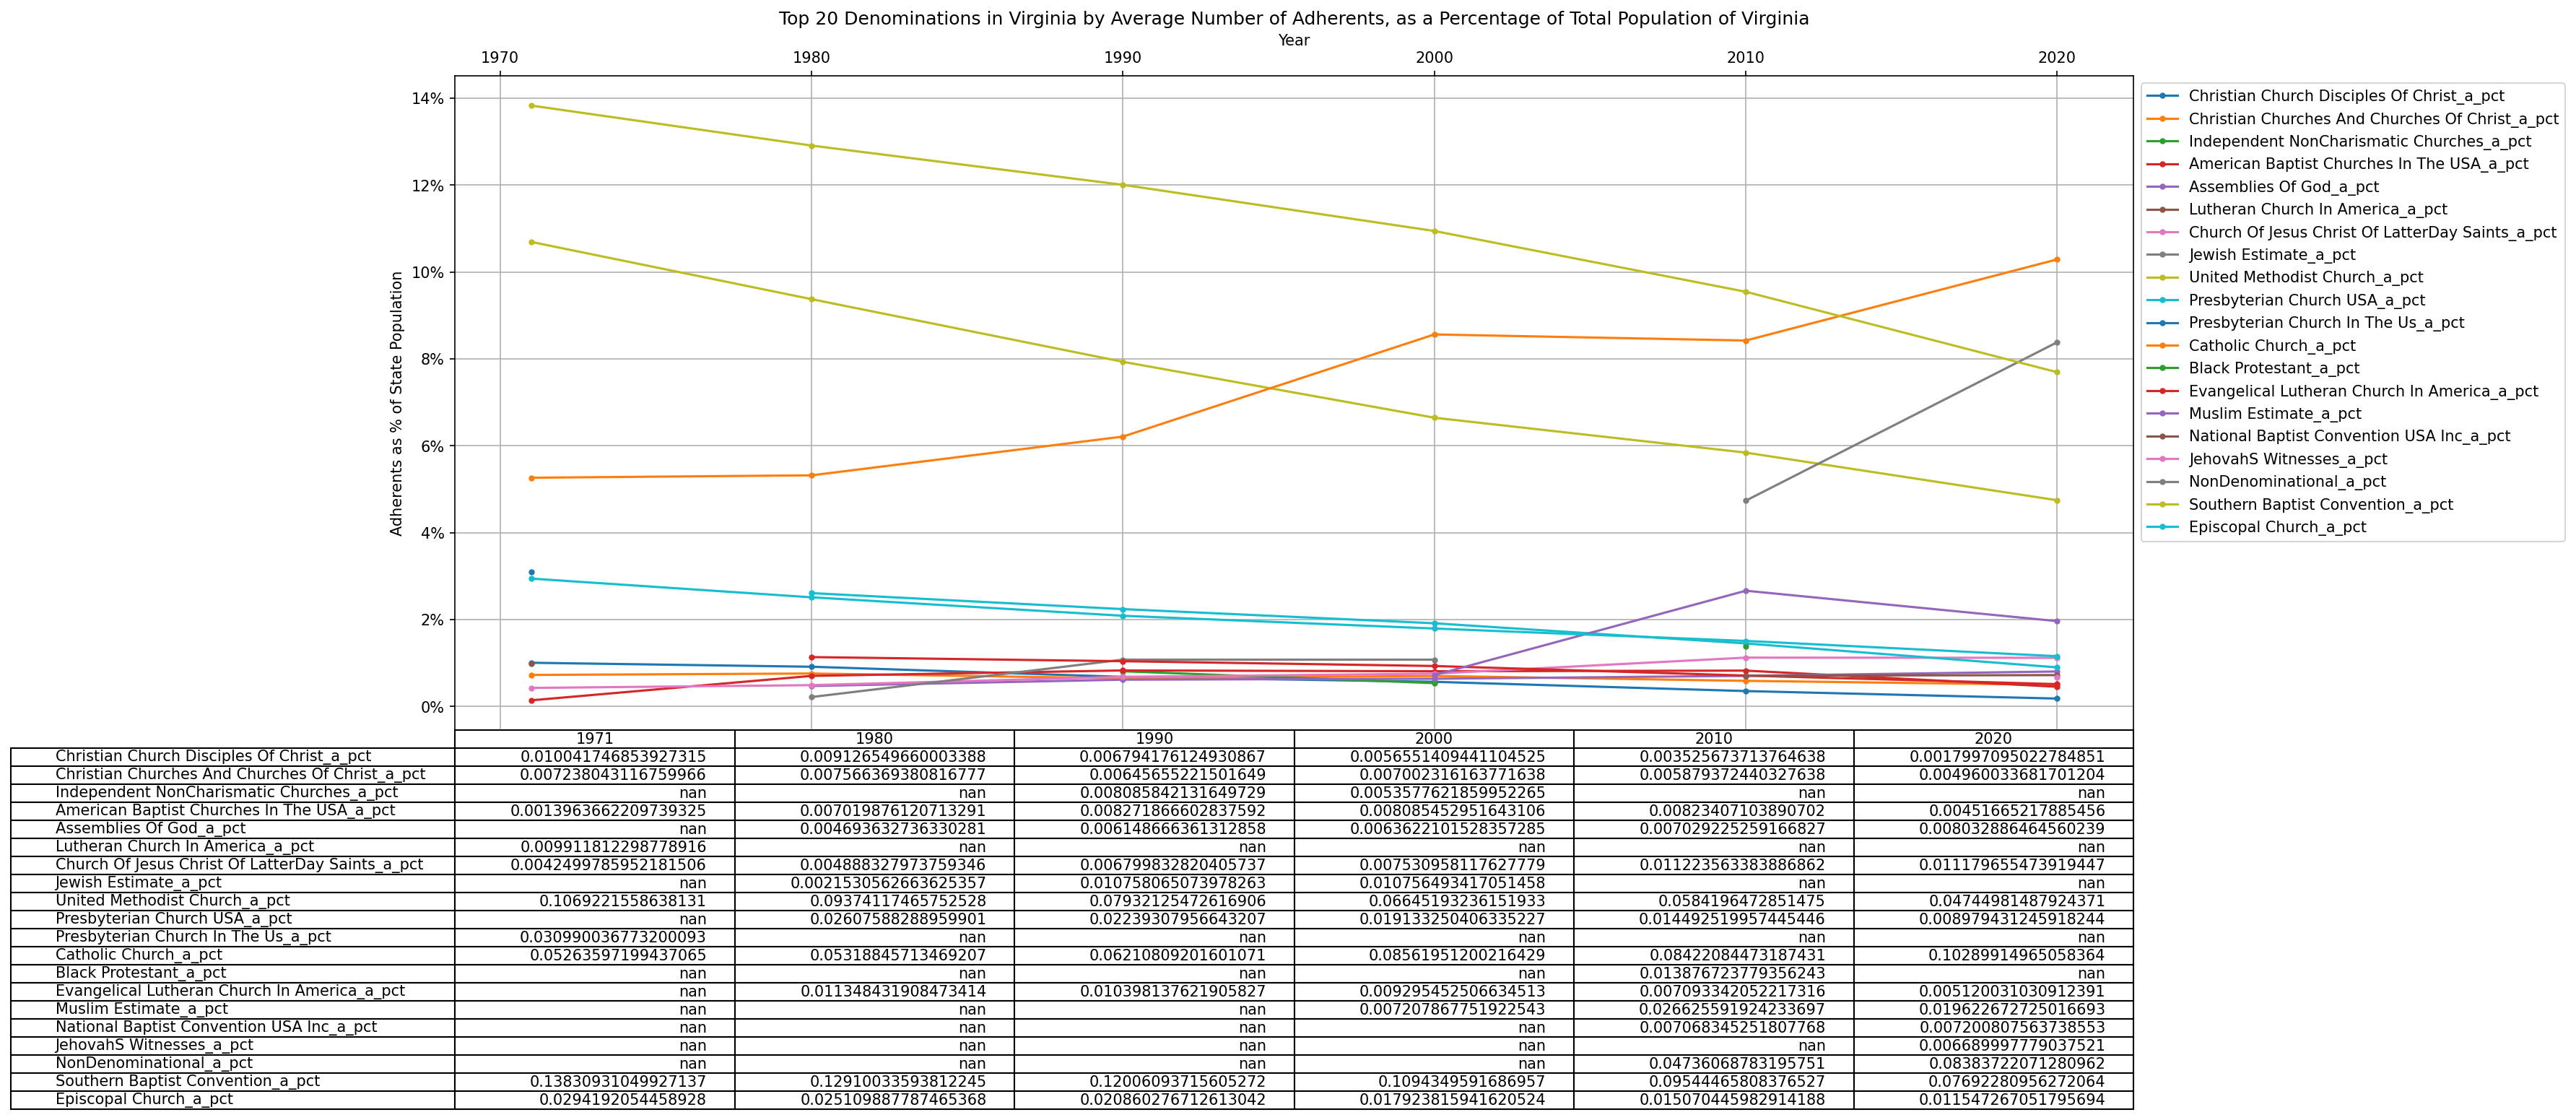 Top 20 Denominations in Virginia by Average Number of Adherents, as a Percentage of Total Population of Virginia
Year
1970 1980 1990 2000 2010 2020
14%
12%
10%
8%
6%
4%
2%
0%
Adherents as % of State Population
Christian Church Disciples Of Christ_a_pct
Christian Churches And Churches Of Christ_a_pct
Independent NonCharismatic Churches_a_pct
American Baptist Churches In The USA_a_pct
Assemblies Of God_a_pct
Lutheran Church In America_a_pct
Church Of Jesus Christ Of LatterDay Saints_a_pct
Jewish Estimate_a_pct
United Methodist Church_a_pct
Presbyterian Church USA_a_pct
Presbyterian Church In The Us_a_pct
Catholic Church_a_pct
Black Protestant_a_pct
Evangelical Lutheran Church In America_a_pct
Muslim Estimate_a_pct
National Baptist Convention USA Inc_a_pct
JehovahS Witnesses_a_pct
NonDenominational_a_pct
Southern Baptist Convention_a_pct
Episcopal Church_a_pct
1971 1980 1990 2000 2010 2020
Christian Church Disciples Of Christ_a_pct 0.010041746853927315 0.009126549660003388 0.006794176124930867 0.0056551409441104525 0.003525673713764638 0.0017997095022784851
Christian Churches And Churches Of Christ_a_pct 0.007238043116759966 0.007566369380816777 0.00645655221501649 0.007002316163771638 0.005879372440327638 0.004960033681701204
Independent NonCharismatic Churches_a_pct nan nan 0.008085842131649729 0.0053577621859952265 nan nan
American Baptist Churches In The USA_a_pct 0.0013963662209739325 0.007019876120713291 0.008271866602837592 0.008085452951643106 0.00823407103890702 0.00451665217885456
Assemblies Of God_a_pct nan 0.004693632736330281 0.006148666361312858 0.0063622101528357285 0.007029225259166827 0.008032886464560239
Lutheran Church In America_a_pct 0.009911812298778916 nan nan nan nan nan
Church Of Jesus Christ Of LatterDay Saints_a_pct 0.0042499785952181506 0.004888327973759346 0.006799832820405737 0.007530958117627779 0.011223563383886862 0.011179655473919447
Jewish Estimate_a_pct nan 0.0021530562663625357 0.010758065073978263 0.010756493417051458 nan nan
United Methodist Church_a_pct 0.1069221558638131 0.09374117465752528 0.07932125472616906 0.06645193236151933 0.0584196472851475 0.04744981487924371
Presbyterian Church USA_a_pct nan 0.02607588288959901 0.02239307956643207 0.019133250406335227 0.014492519957445446 0.008979431245918244
Presbyterian Church In The Us_a_pct 0.030990036773200093 nan nan nan nan nan
Catholic Church_a_pct 0.05263597199437065 0.05318845713469207 0.06210809201601071 0.08561951200216429 0.08422084473187431 0.10289914965058364
Black Protestant_a_pct nan nan nan nan 0.013876723779356243 nan
Evangelical Lutheran Church In America_a_pct nan 0.011348431908473414 0.010398137621905827 0.009295452506634513 0.007093342052217316 0.005120031030912391
Muslim Estimate_a_pct nan nan nan 0.007207867751922543 0.026625591924233697 0.019622672725016693
National Baptist Convention USA Inc_a_pct nan nan nan nan 0.007068345251807768 0.007200807563738553
JehovahS Witnesses_a_pct nan nan nan nan nan 0.006689997779037521
NonDenominational_a_pct nan nan nan nan 0.04736068783195751 0.08383722071280962
Southern Baptist Convention_a_pct 0.13830931049927137 0.12910033593812245 0.12006093715605272 0.1094349591686957 0.09544465808376527 0.07692280956272064
Episcopal Church_a_pct 0.0294192054458928 0.025109887787465368 0.020860276712613042 0.017923815941620524 0.015070445982914188 0.011547267051795694